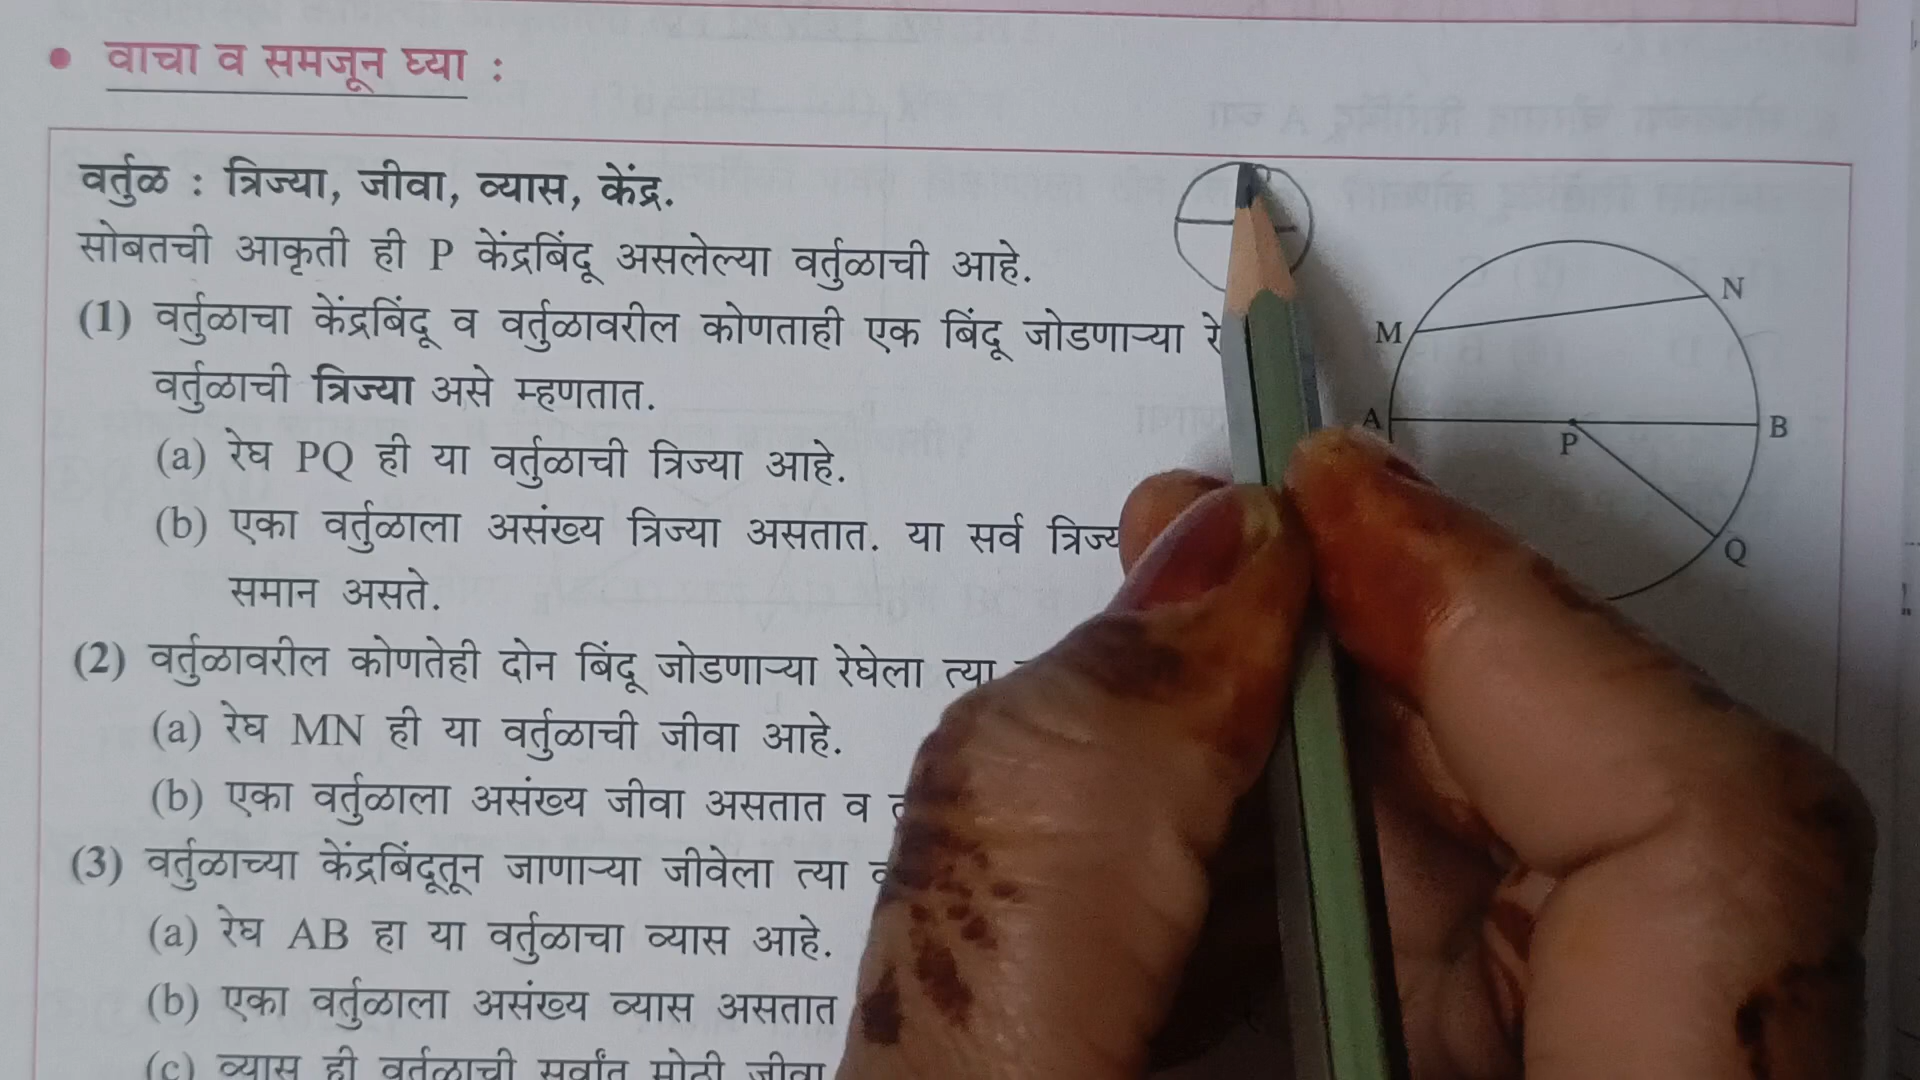 • वाचा व समजून घ्या :
वर्तुळ : त्रिज्या, जीवा, व्यास, केंद्र.
सोबतची आकृती ही P केंद्रबिंदू असलेल्या वर्तुळाची आहे.
(1) वर्तुळाचा केंद्रबिंदू व वर्तुळावरील कोणताही एक बिंदू जोडणाऱ्या
वर्तुळाची त्रिज्या असे म्हणतात.
(a) रेघ PQ ही या वर्तुळाची त्रिज्या आहे.
(b) एका वर्तुळाला असंख्य त्रिज्या असतात. या सर्व
समान असते.
(2) वर्तुळावरील कोणतेही दोन बिंदू जोडणाऱ्या रेघेला त्या
(a) रेघ MN ही या वर्तुळाची जीवा आहे.
(b) एका वर्तुळाला असंख्य जीवा असतात व
(3) वर्तुळाच्या केंद्रबिंदूतून जाणाऱ्या जीवेला त्या
(a) रेघ AB हा या वर्तुळाचा व्यास आहे.
(b) एका वर्तुळाला असंख्य व्यास असतात
(c) व्यास ही वर्तुळाची सर्वांत मोठी जीवा
N
M
A
P
B
Q